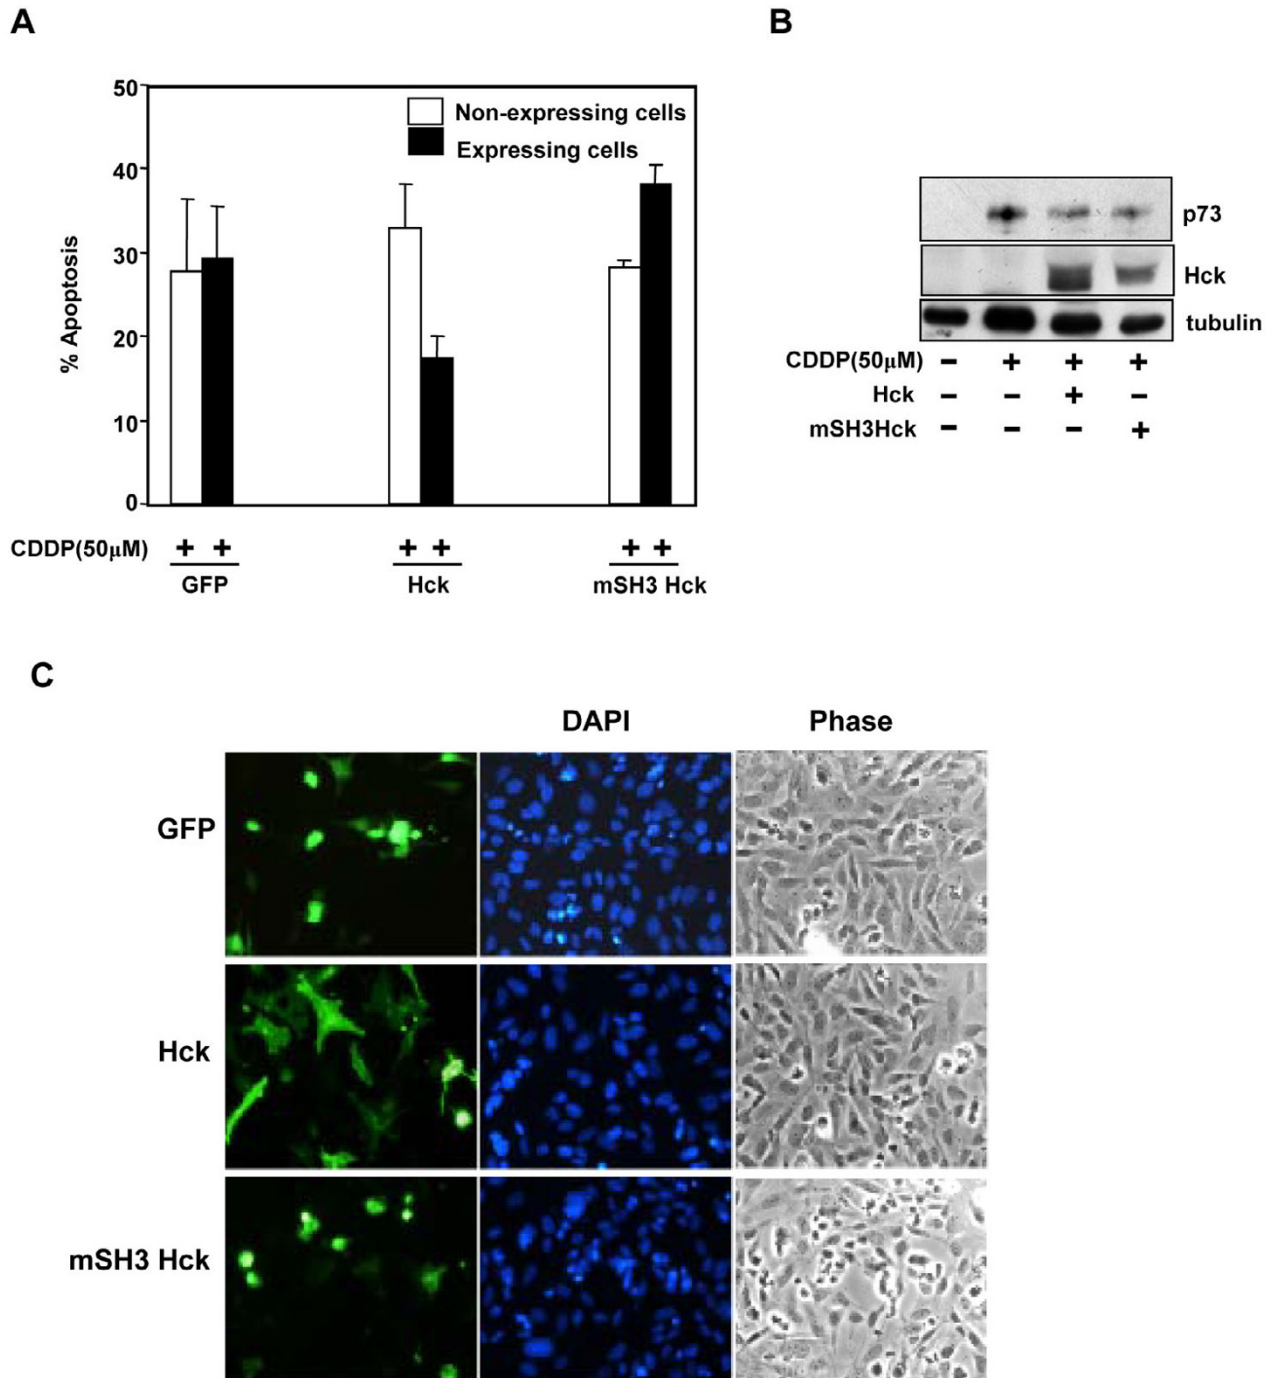 A
50
40
30
20
10
0
% Apoptosis
Non-expressing cells
Expressing cells
CDDP(50μM) + + + + + +
GFP Hck mSH3 Hck
B
p73
Hck
tubulin
CDDP(50μM) − + + +
Hck − − + −
mSH3Hck − − − +
C
DAPI Phase
GFP
Hck
mSH3 Hck